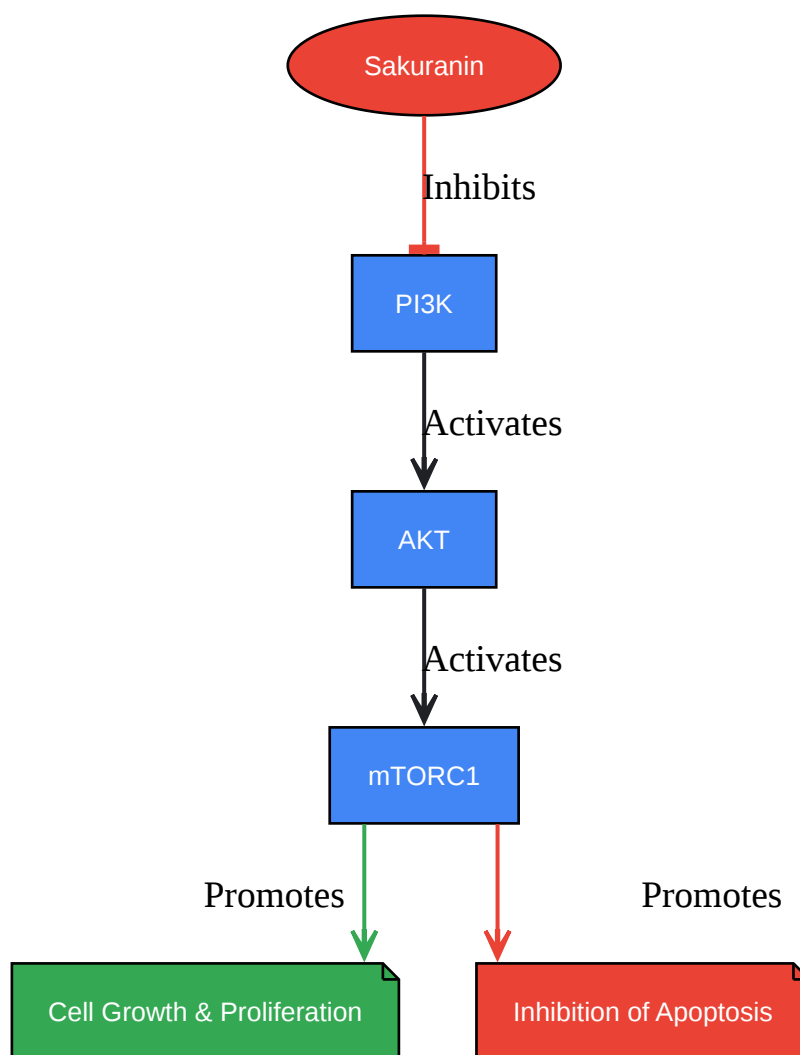 Sakuranin
Inhibits
PI3K
Activates
AKT
Activates
mTORC1
Promotes
Promotes
Cell Growth & Proliferation
Inhibition of Apoptosis